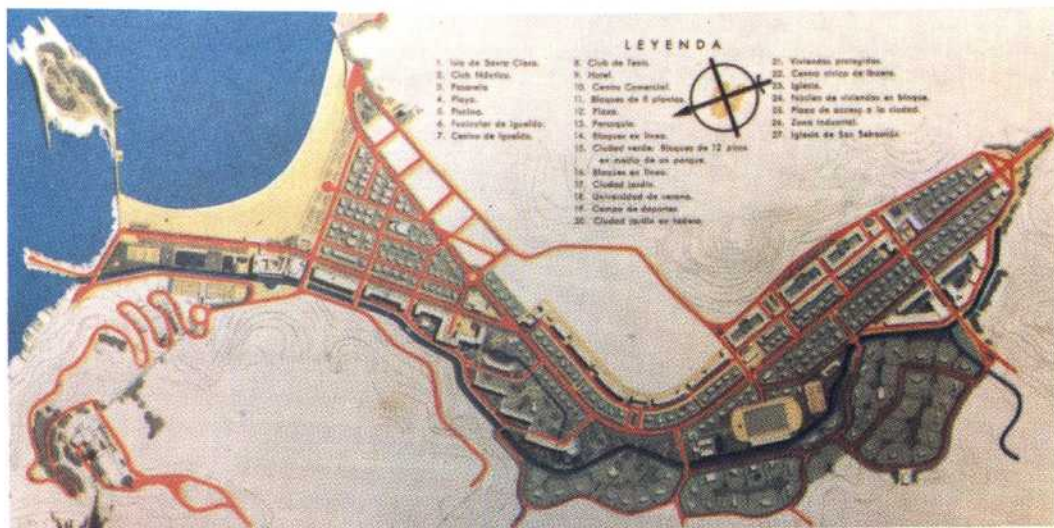 LEYENDA
1. Isla de Santa Clara.
2. Club Náutico.
3. Pasarela
4. Playa.
5. Piscina.
6. Funicular de Igueldo.
7. Casino de Igueldo.
8. Club de Tenis.
9. Hotel.
10. Centro Comercial.
11. Bloques de 8 plantas.
12. Plaza.
13. Parroquia.
14. Bloques en línea.
15. Ciudad verde: Bloques de 12 pisos
en medio de un parque.
16. Bloques en línea.
17. Ciudad jardín.
18. Universidad de verano.
19. Campo de deportes.
20. Ciudad jardín en ladera.
21. Viviendas protegidas.
22. Centro cívico de Ibaeta.
23. Iglesia.
24. Núcleo de viviendas en bloque.
25. Plaza de acceso a la ciudad.
26. Zona industrial.
27. Iglesia de San Sebastián